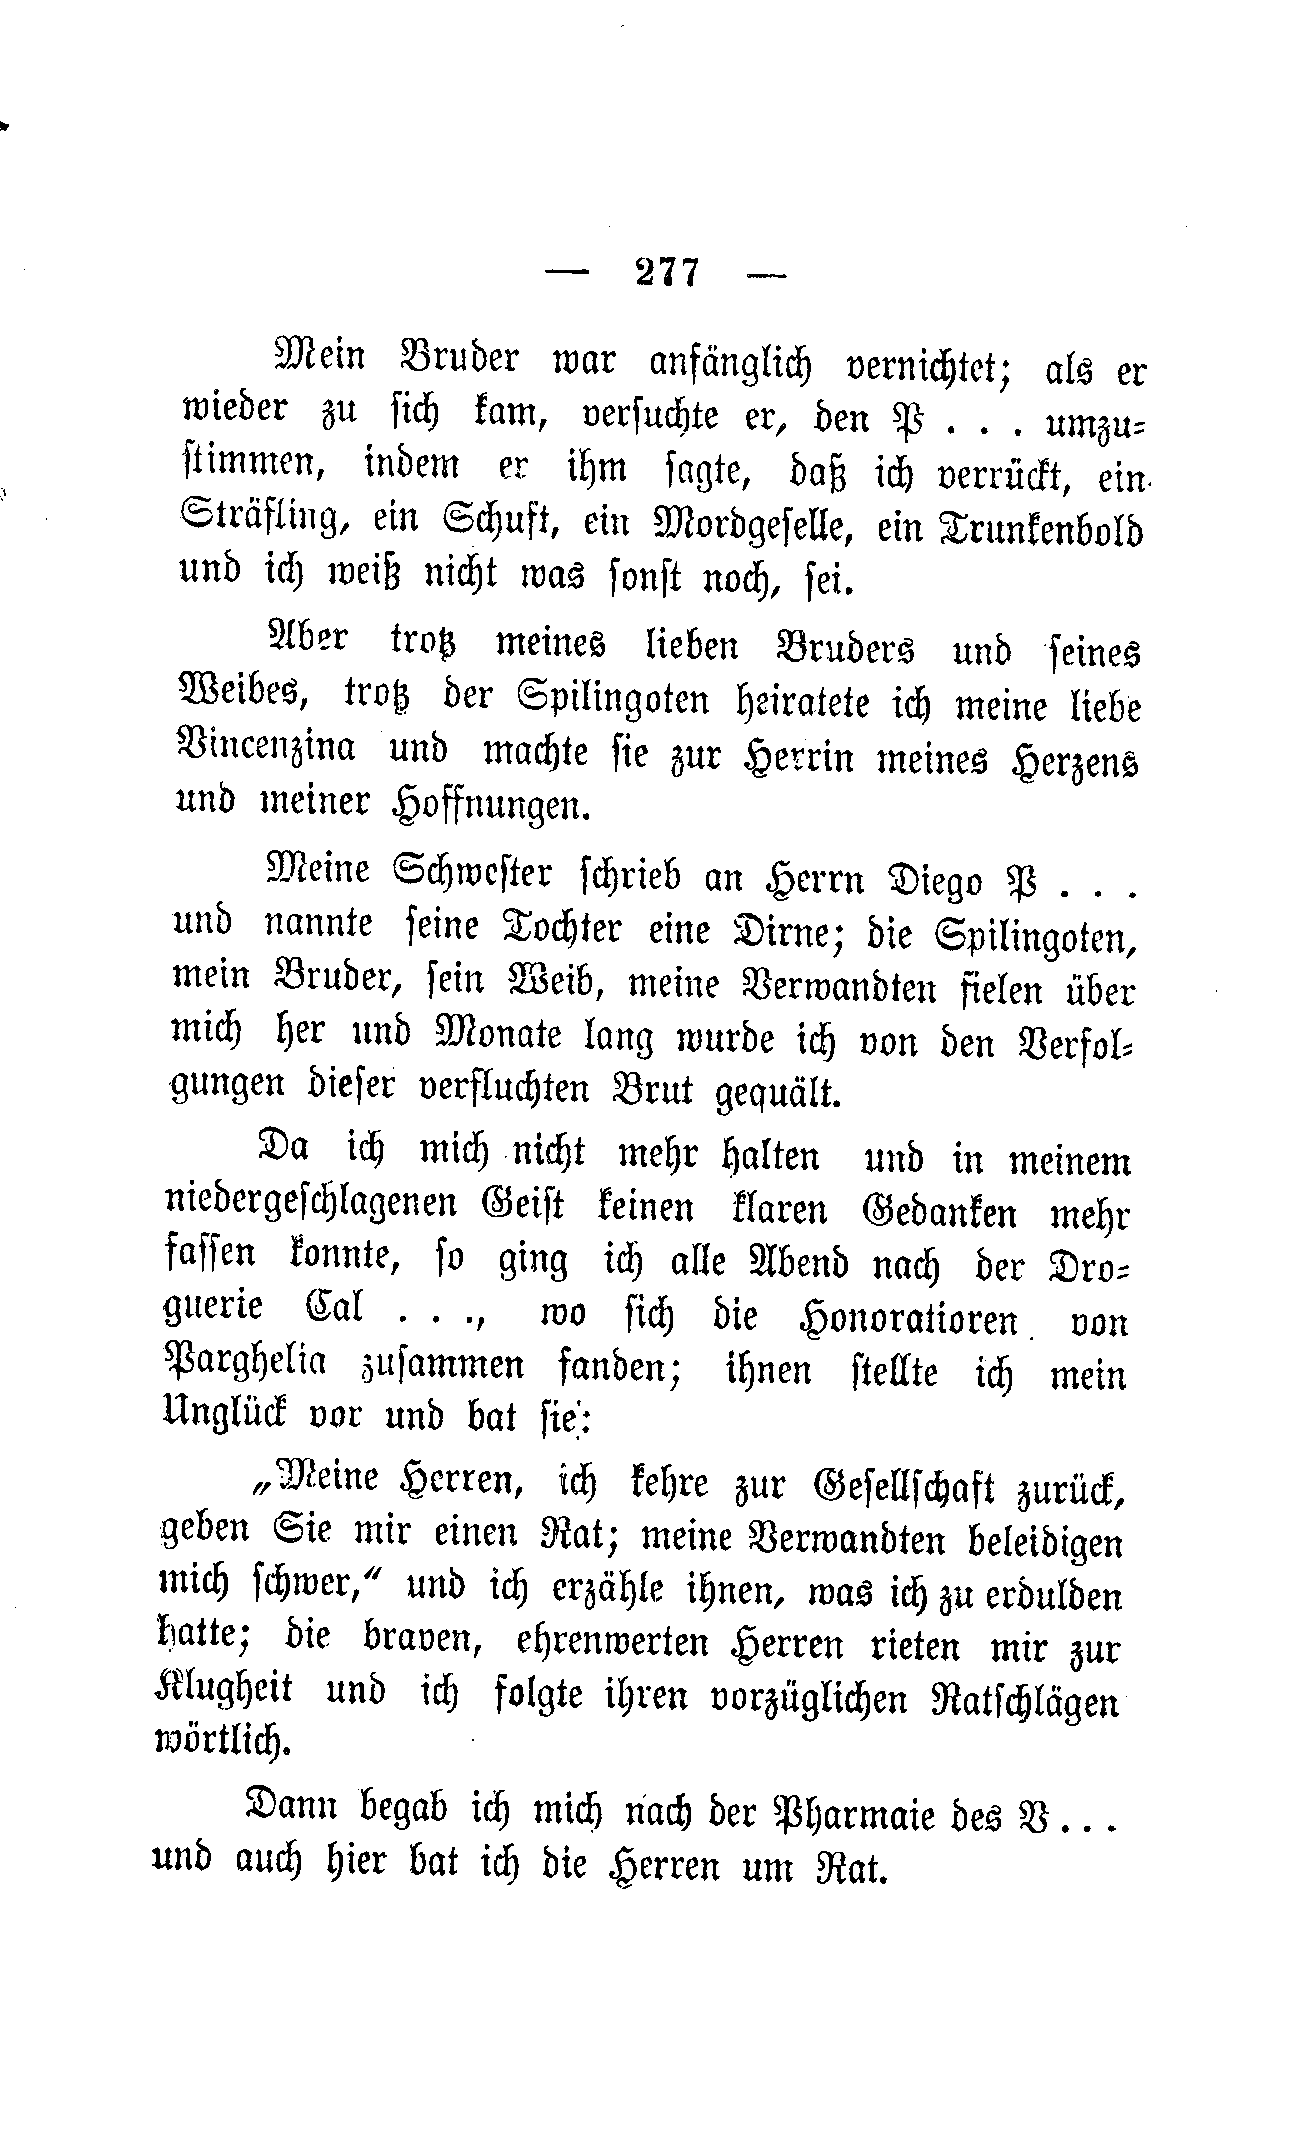 — 277 —
Mein Bruder war anfänglich vernichtet; als er
wieder zu sich kam, versuchte er, den P . . . umzu-
stimmen, indem er ihm sagte, daß ich verrückt, ein
Sträfling, ein Schuft, ein Mordgeselle, ein Trunkenbold
und ich weiß nicht was sonst noch, sei.
Aber trotz meines lieben Bruders und seines
Weibes, trotz der Spilingoten heiratete ich meine liebe
Vincenzina und machte sie zur Herrin meines Herzens
und meiner Hoffnungen.
Meine Schwester schrieb an Herrn Diego P . . .
und nannte seine Tochter eine Dirne; die Spilingoten,
mein Bruder, sein Weib, meine Verwandten fielen über
mich her und Monate lang wurde ich von den Verfol-
gungen dieser verfluchten Brut gequält.
Da ich mich nicht mehr halten und in meinem
niedergeschlagenen Geist keinen klaren Gedanken mehr
fassen konnte, so ging ich alle Abend nach der Dro-
guerie Cal . . ., wo sich die Honoratioren von
Parghelia zusammen fanden; ihnen stellte ich mein
Unglück vor und bat sie:
„Meine Herren, ich kehre zur Gesellschaft zurück,
geben Sie mir einen Rat; meine Verwandten beleidigen
mich schwer,“ und ich erzähle ihnen, was ich zu erdulden
hatte; die braven, ehrenwerten Herren rieten mir zur
Klugheit und ich folgte ihren vorzüglichen Ratschlägen
wörtlich.
Dann begab ich mich nach der Pharmaie des V . . .
und auch hier bat ich die Herren um Rat.